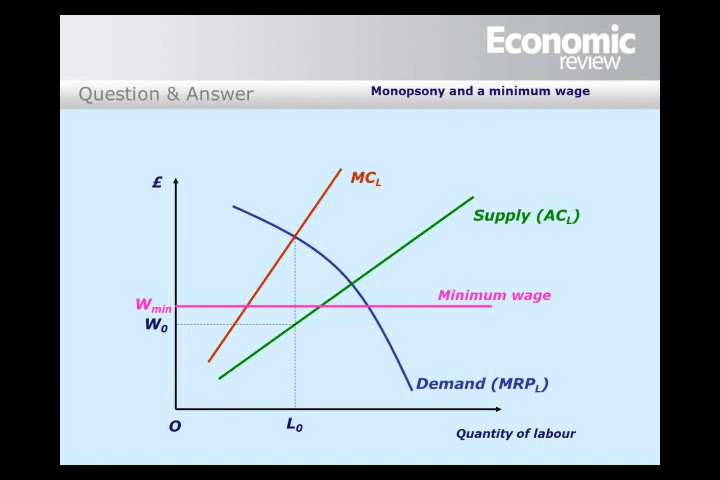 Economic
review
Question & Answer
Monopsony and a minimum wage
£
MCL
Supply (ACL)
Minimum wage
Wmin
W0
Demand (MRPL)
O
L0
Quantity of labour